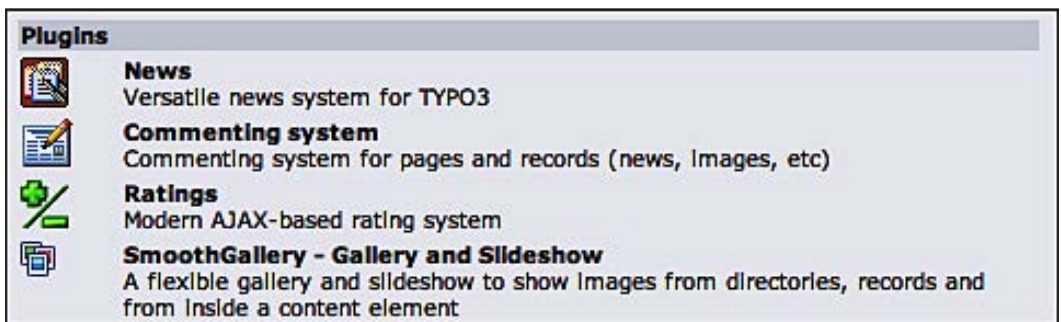 Plugins
News
Versatile news system for TYPO3
Commenting system
Commenting system for pages and records (news, images, etc)
Ratings
Modern AJAX-based rating system
SmoothGallery - Gallery and Slideshow
A flexible gallery and slideshow to show images from directories, records and
from inside a content element